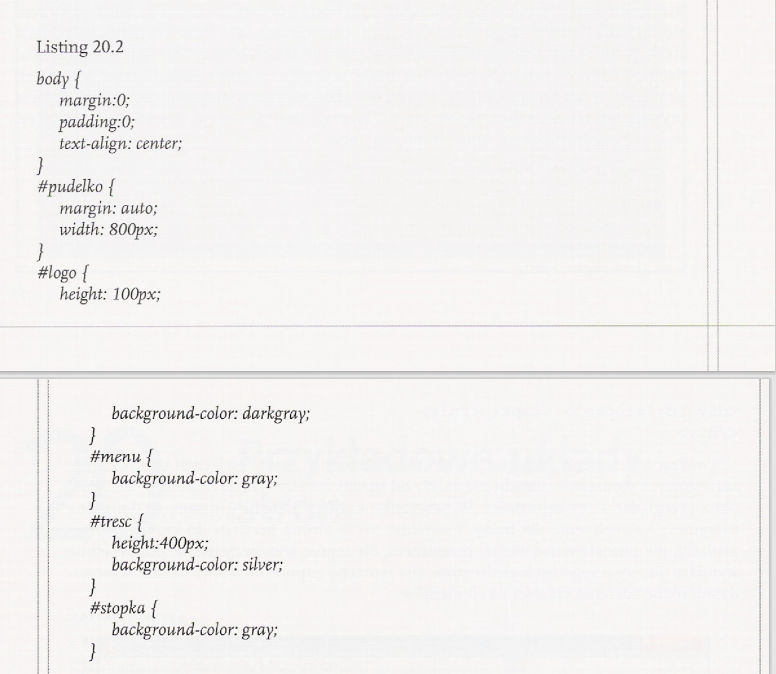 Listing 20.2
body {
margin:0;
padding:0;
text-align: center;
}
#pudelko {
margin: auto;
width: 800px;
}
#logo {
height: 100px;
background-color: darkgray;
}
#menu {
background-color: gray;
}
#tresc {
height:400px;
background-color: silver;
}
#stopka {
background-color: gray;
}